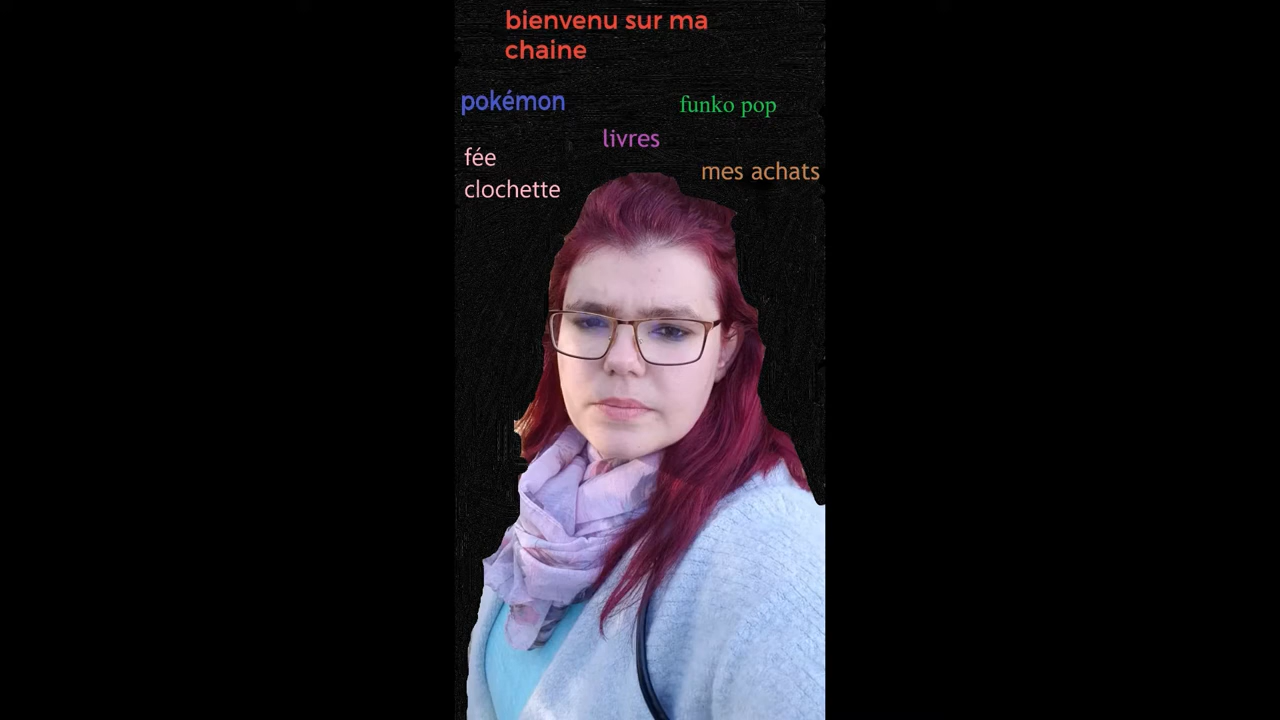 bienvenu sur ma
chaine
pokémon
funko pop
livres
fée
clochette
mes achats